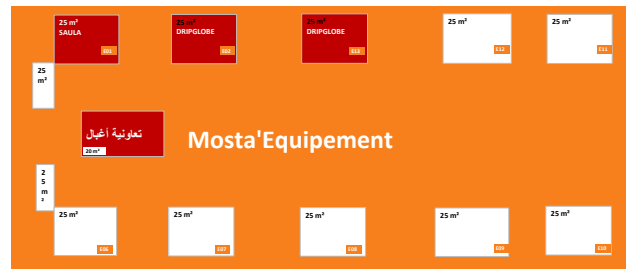 25 m²
SAULA
E01
25 m²
DRIPGLOBE
E02
25 m²
DRIPGLOBE
E13
25 m²
E12
25 m²
E11
25
m²
تعاونية أغبال
20 m²
Mosta'Equipement
2
5
m
²
25 m²
E06
25 m²
E07
25 m²
E08
25 m²
E09
25 m²
E10